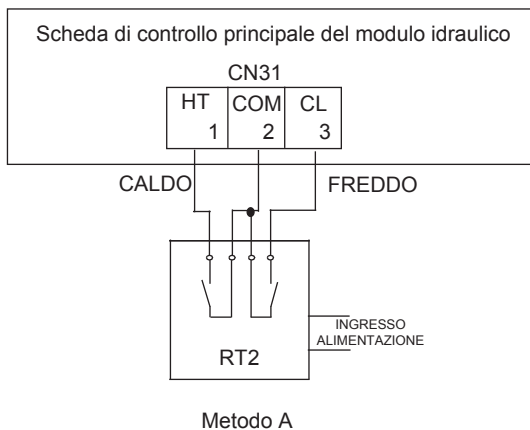 Scheda di controllo principale del modulo idraulico
CN31
HT COM CL
1 2 3
CALDO FREDDO
INGRESSO
ALIMENTAZIONE
RT2
Metodo A